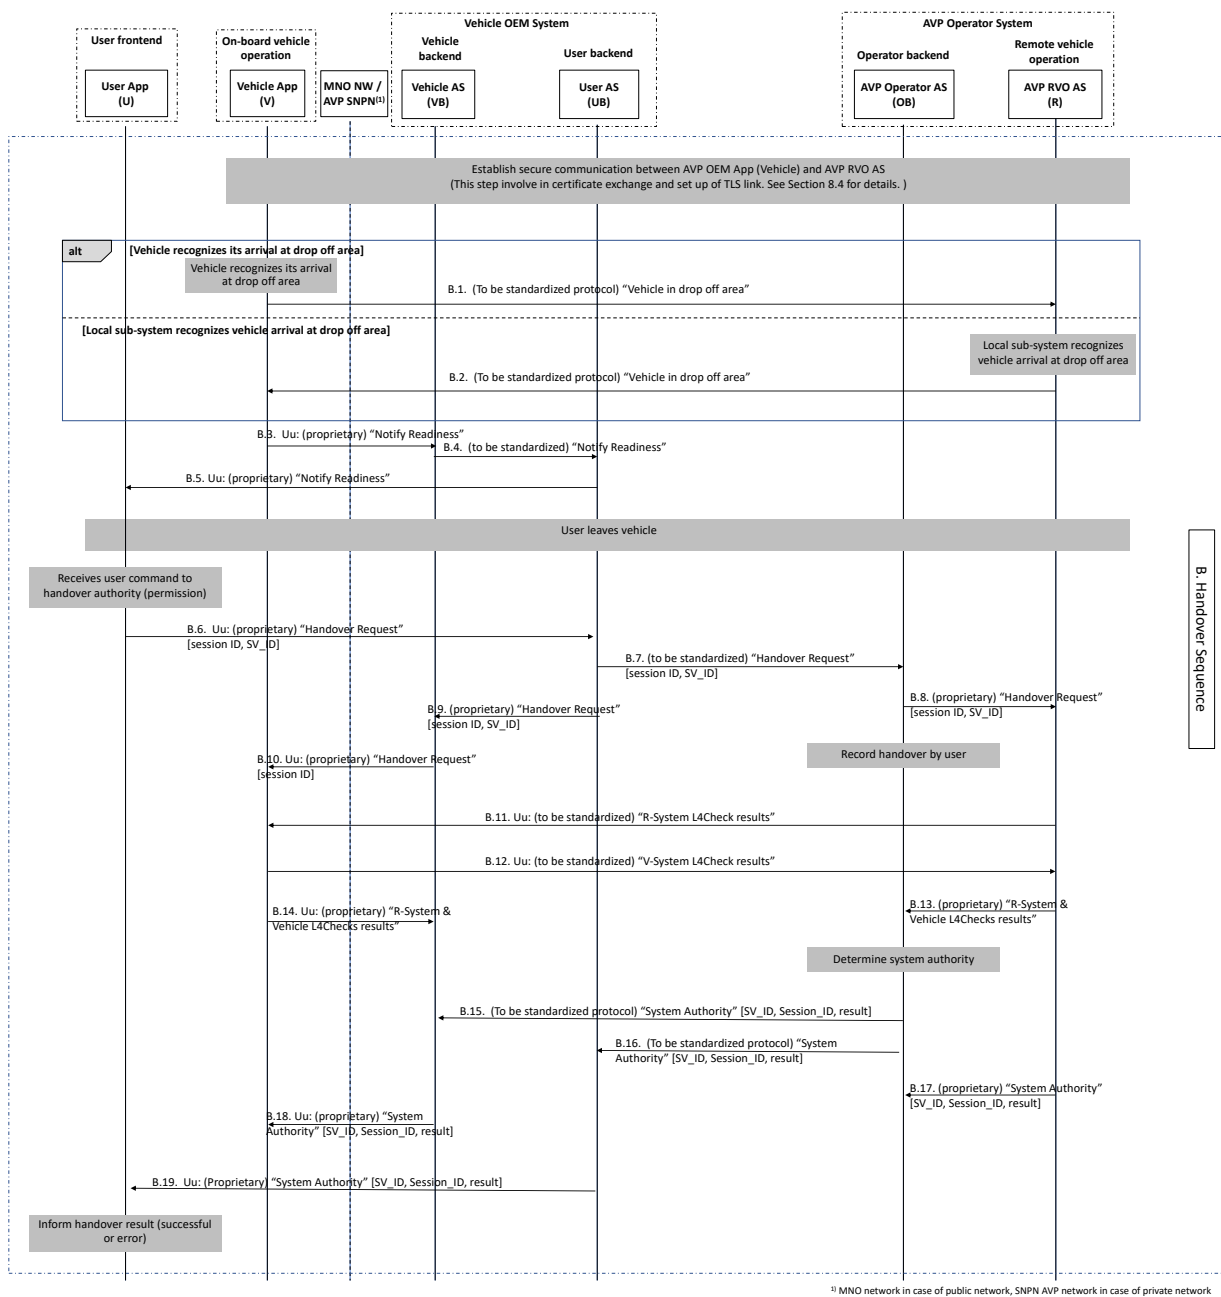 Vehicle OEM System
AVP Operator System
User frontend
On-board vehicle
operation
Vehicle
backend
User backend
Operator backend
Remote vehicle
operation
User App
(U)
Vehicle App
(V)
MNO NW /
AVP SNPN(1)
Vehicle AS
(VB)
User AS
(UB)
AVP Operator AS
(OB)
AVP RVO AS
(R)
Establish secure communication between AVP OEM App (Vehicle) and AVP RVO AS
(This step involve in certificate exchange and set up of TLS link. See Section 8.4 for details. )
alt
[Vehicle recognizes its arrival at drop off area]
Vehicle recognizes its arrival
at drop off area
B.1. (To be standardized protocol) “Vehicle in drop off area”
[Local sub-system recognizes vehicle arrival at drop off area]
Local sub-system recognizes
vehicle arrival at drop off area
B.2. (To be standardized protocol) “Vehicle in drop off area”
B.3. Uu: (proprietary) “Notify Readiness”
B.4. (to be standardized) “Notify Readiness”
B.5. Uu: (proprietary) “Notify Readiness”
User leaves vehicle
Receives user command to
handover authority (permission)
B. Handover Sequence
B.6. Uu: (proprietary) “Handover Request”
[session ID, SV_ID]
B.7. (to be standardized) “Handover Request”
[session ID, SV_ID]
B.8. (proprietary) “Handover Request”
[session ID, SV_ID]
B.9. (proprietary) “Handover Request”
[session ID, SV_ID]
Record handover by user
B.10. Uu: (proprietary) “Handover Request”
[session ID]
B.11. Uu: (to be standardized) “R-System L4Check results”
B.12. Uu: (to be standardized) “V-System L4Check results”
B.13. (proprietary) “R-System &
Vehicle L4Checks results”
B.14. Uu: (proprietary) “R-System &
Vehicle L4Checks results”
Determine system authority
B.15. (To be standardized protocol) “System Authority” [SV_ID, Session_ID, result]
B.16. (To be standardized protocol) “System
Authority” [SV_ID, Session_ID, result]
B.17. (proprietary) “System Authority”
[SV_ID, Session_ID, result]
B.18. Uu: (proprietary) “System
Authority” [SV_ID, Session_ID, result]
B.19. Uu: (Proprietary) “System Authority” [SV_ID, Session_ID, result]
Inform handover result (successful
or error)
1) MNO network in case of public network, SNPN AVP network in case of private network